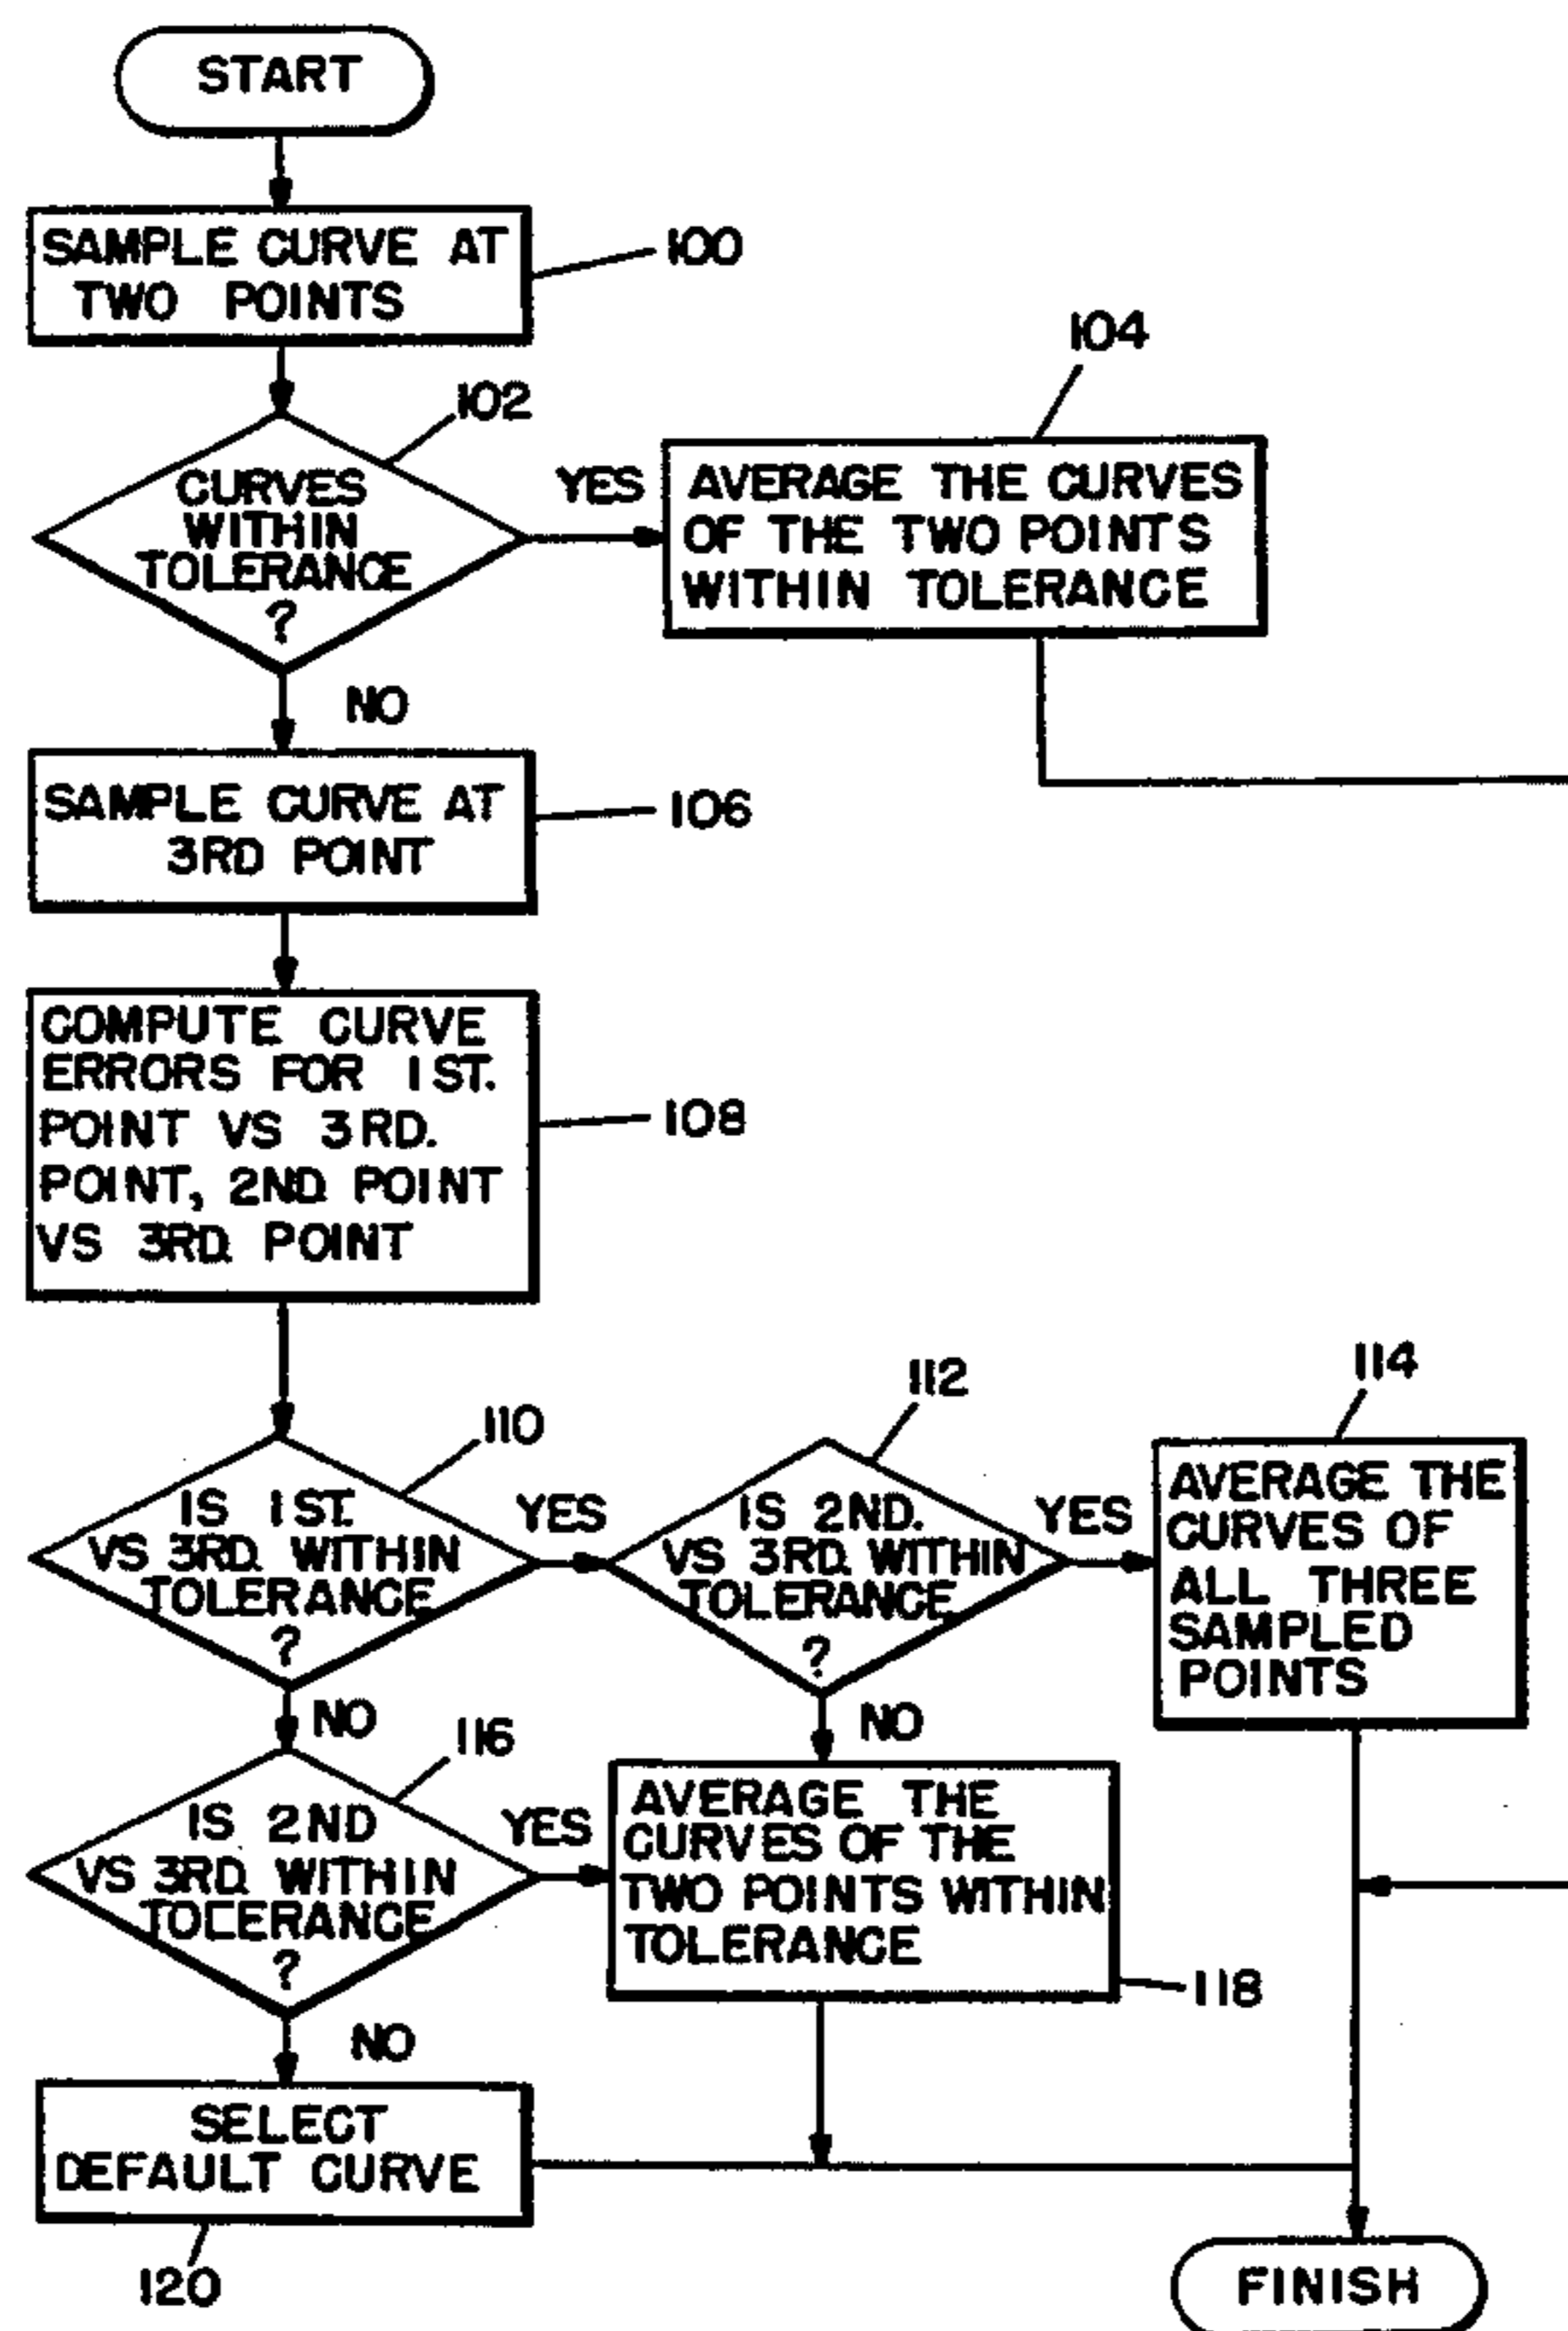 START
SAMPLE CURVE AT
TWO POINTS
100
102
CURVES
WITHIN
TOLERANCE
?
YES
104
AVERAGE THE CURVES
OF THE TWO POINTS
WITHIN TOLERANCE
NO
SAMPLE CURVE AT
3RD POINT
106
COMPUTE CURVE
ERRORS FOR 1ST.
POINT VS 3RD.
POINT, 2ND POINT
VS 3RD. POINT
108
110
IS 1ST.
VS 3RD. WITHIN
TOLERANCE
?
YES
112
IS 2ND.
VS 3RD. WITHIN
TOLERANCE
?
YES
114
AVERAGE THE
CURVES OF
ALL THREE
SAMPLED
POINTS
NO
116
IS 2ND
VS 3RD. WITHIN
TOLERANCE
?
YES
NO
AVERAGE THE
CURVES OF THE
TWO POINTS WITHIN
TOLERANCE
118
NO
SELECT
DEFAULT CURVE
120
FINISH